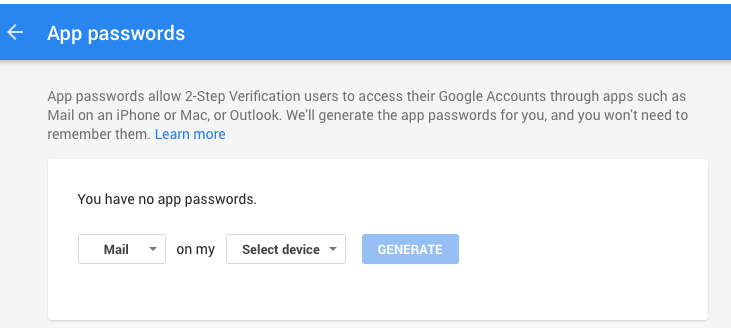 App passwords
App passwords allow 2-Step Verification users to access their Google Accounts through apps such as
Mail on an iPhone or Mac, or Outlook. We'll generate the app passwords for you, and you won't need to
remember them. Learn more
You have no app passwords.
Mail on my Select device GENERATE